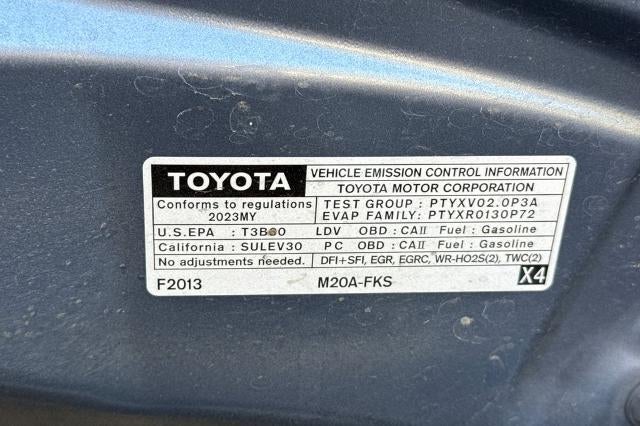 TOYOTA
VEHICLE EMISSION CONTROL INFORMATION
TOYOTA MOTOR CORPORATION
Conforms to regulations
2023MY
TEST GROUP : PTYXV02.0P3A
EVAP FAMILY: PTYXR0130P72
U.S.EPA : T3B30 LDV OBD : CAII Fuel : Gasoline
California : SULEV30 PC OBD : CAII Fuel : Gasoline
No adjustments needed. DFI+SFI, EGR, EGRC, WR-HO2S(2), TWC(2)
F2013 M20A-FKS X4